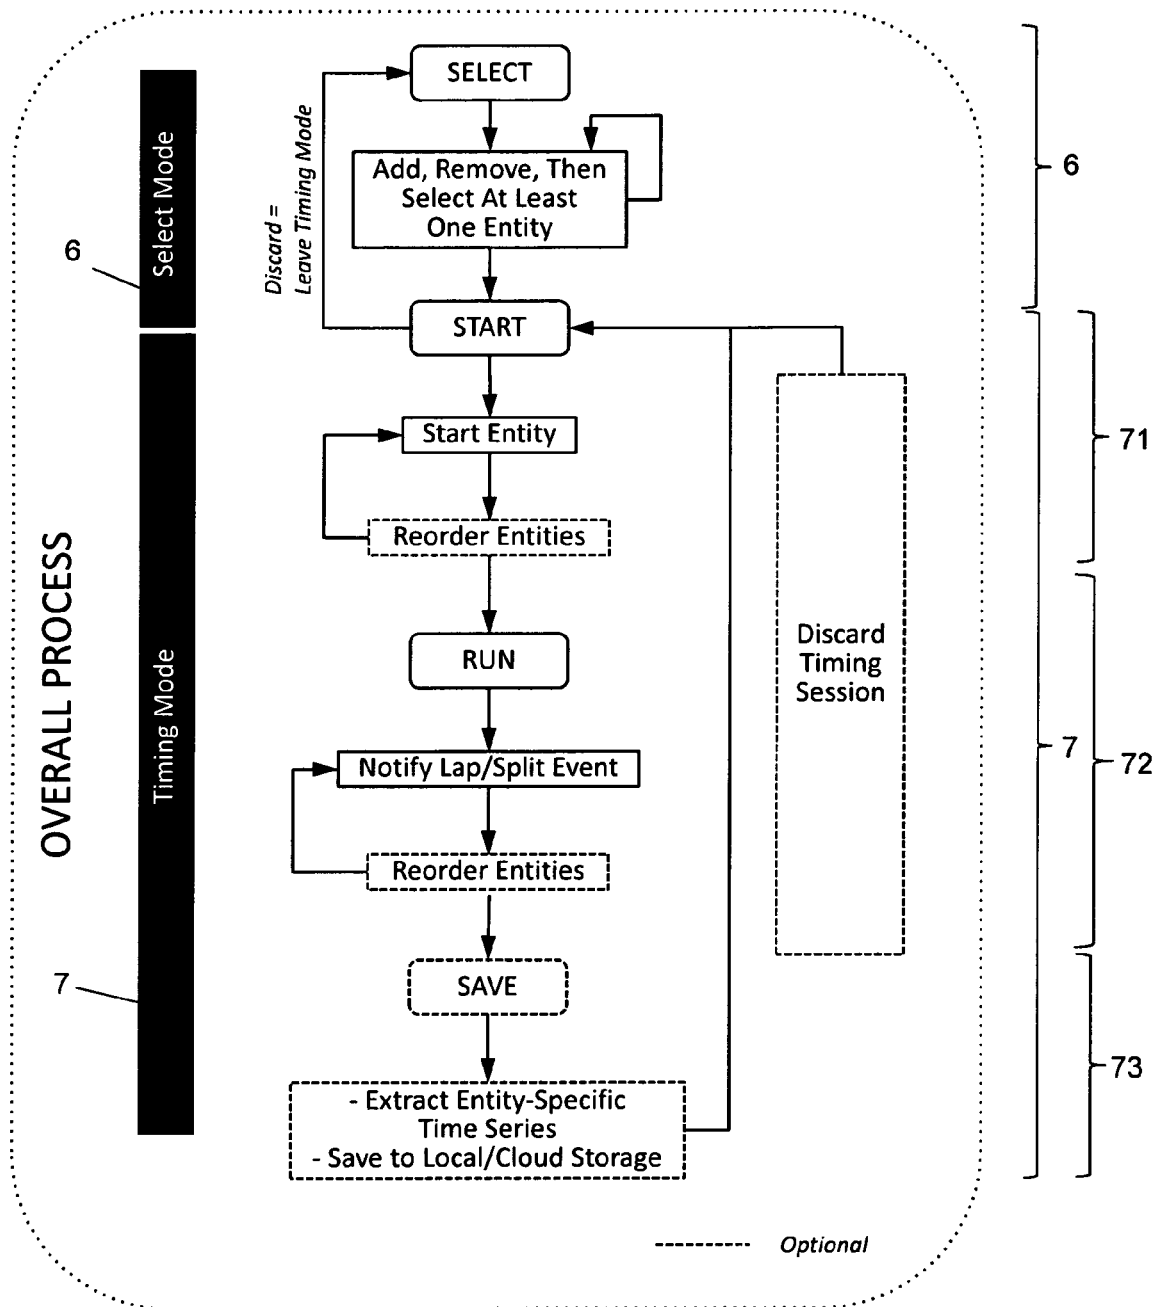 SELECT
Add, Remove, Then
Select At Least
One Entity
Discard =
Leave Timing Mode
START
Start Entity
Reorder Entities
RUN
Notify Lap/Split Event
Reorder Entities
SAVE
- Extract Entity-Specific
Time Series
- Save to Local/Cloud Storage
Discard
Timing
Session
OVERALL PROCESS
Select Mode
Timing Mode
6
7
6
71
7
72
73
Optional